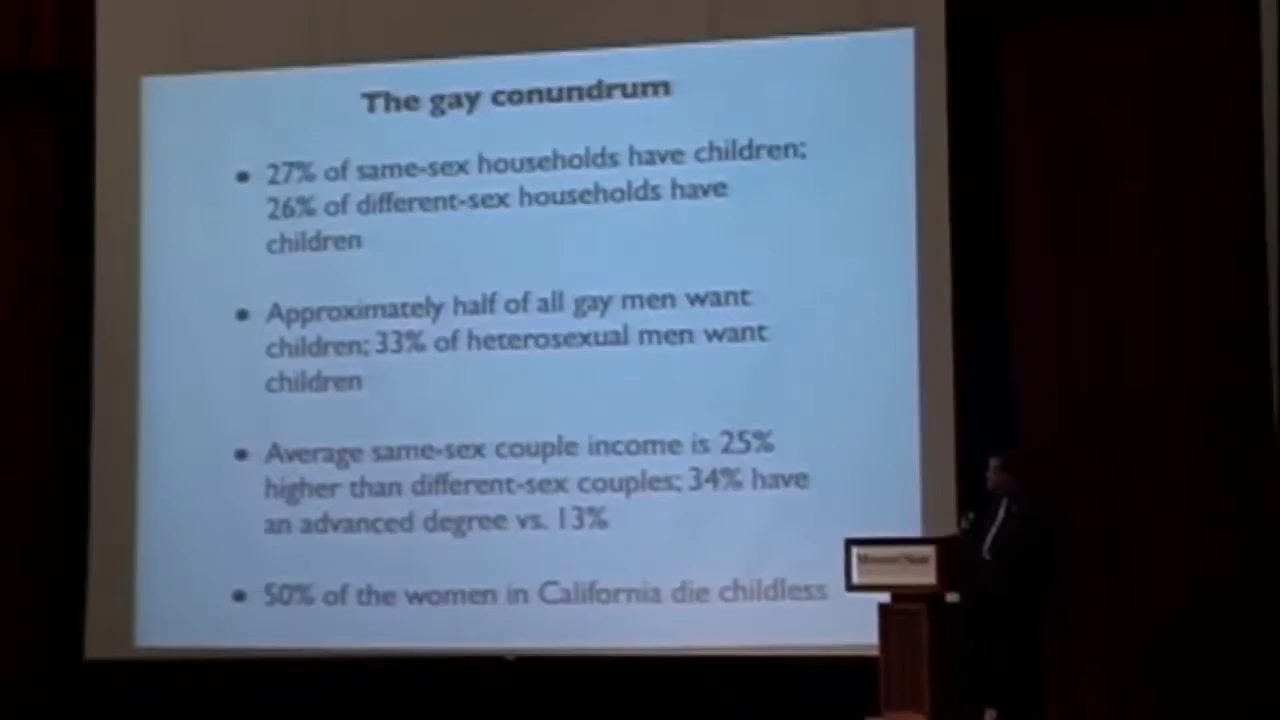 The gay conundrum
• 27% of same-sex households have children;
26% of different-sex households have
children
• Approximately half of all gay men want
children; 33% of heterosexual men want
children
• Average same-sex couple income is 25%
higher than different-sex couples; 34% have
an advanced degree vs. 13%
• 50% of the women in California die childless